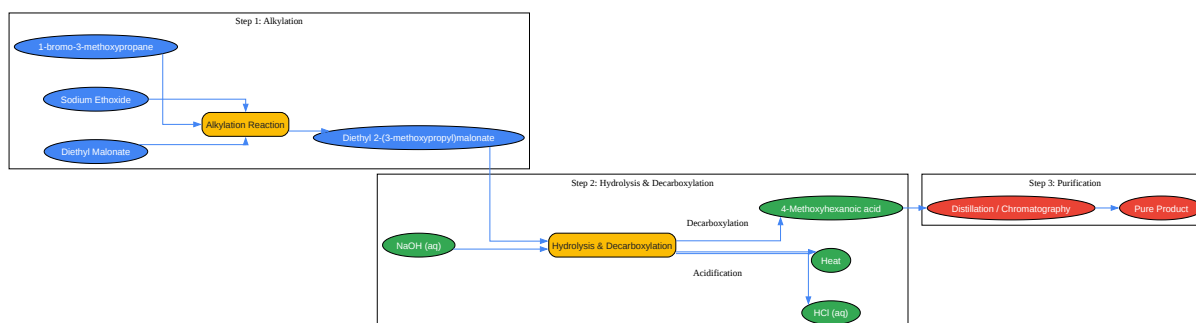 Step 1: Alkylation
1-bromo-3-methoxypropane
Sodium Ethoxide
Alkylation Reaction
Diethyl 2-(3-methoxypropyl)malonate
Diethyl Malonate
Step 2: Hydrolysis & Decarboxylation
Step 3: Purification
4-Methoxyhexanoic acid
Distillation / Chromatography
Pure Product
Decarboxylation
NaOH (aq)
Hydrolysis & Decarboxylation
Heat
Acidification
HCl (aq)